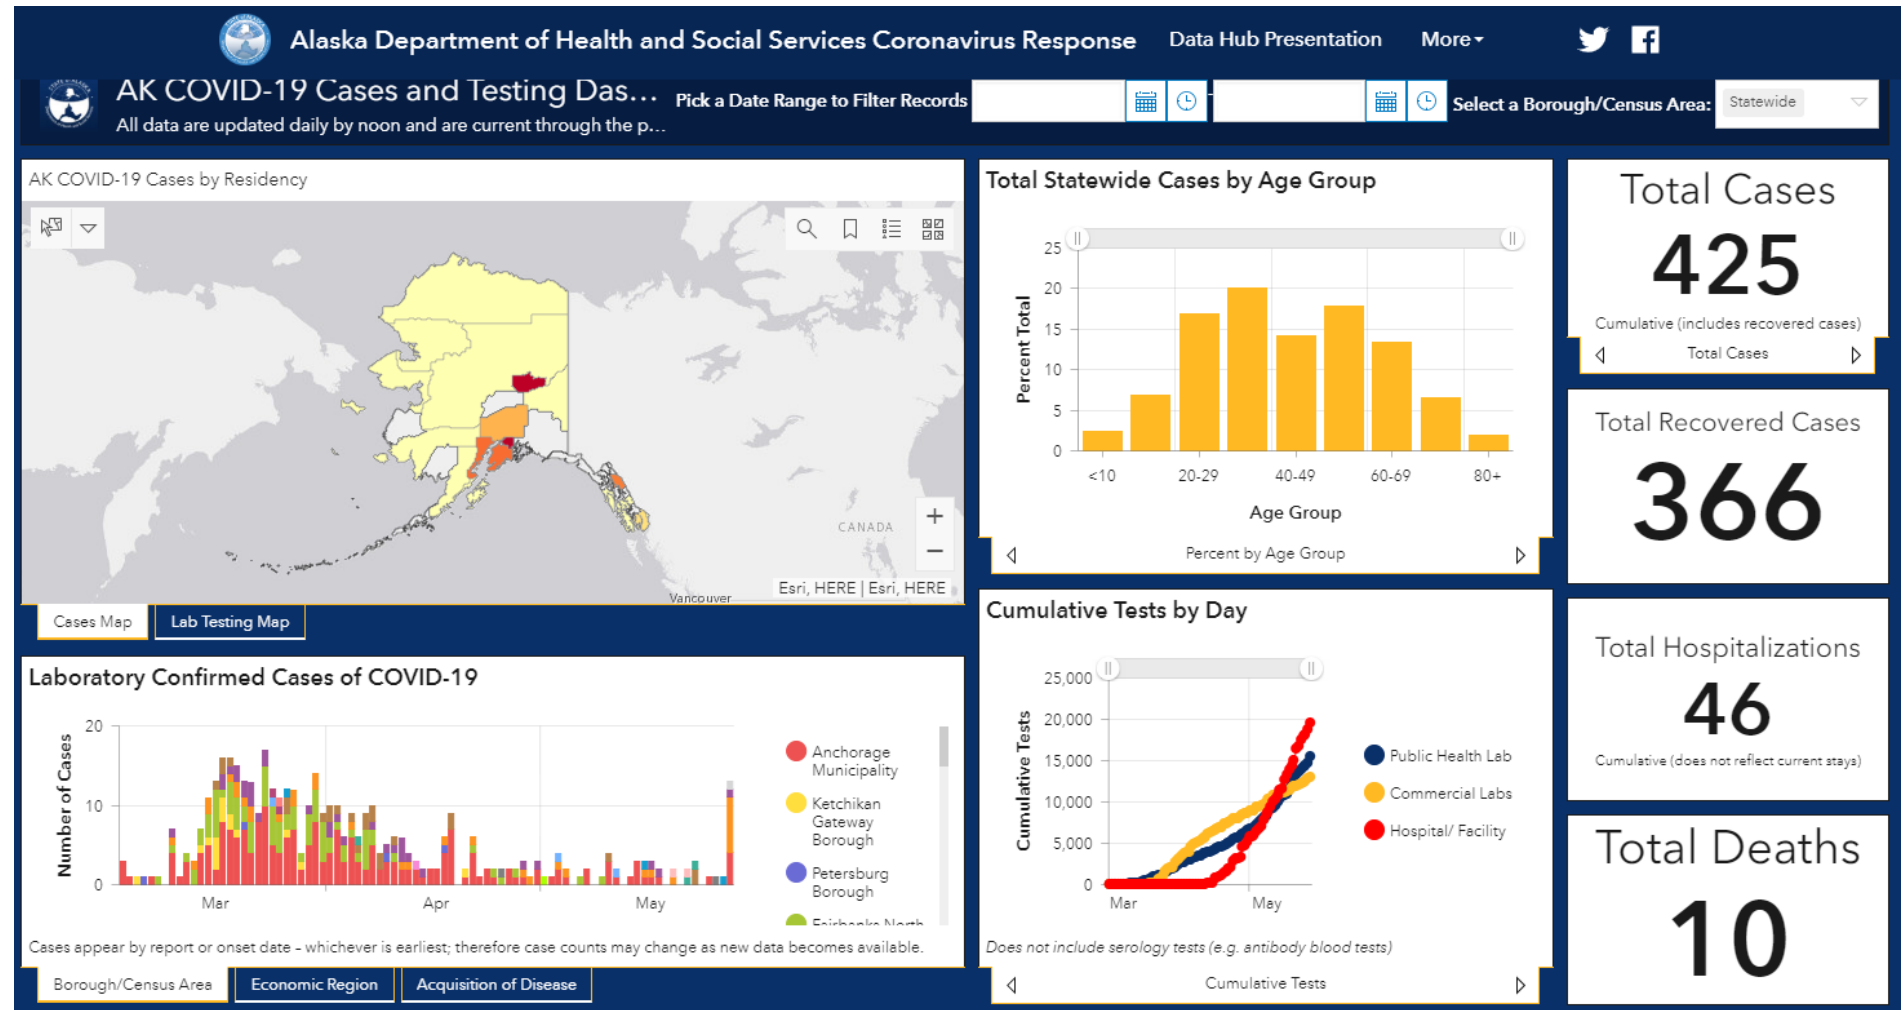 Alaska Department of Health and Social Services Coronavirus Response
Data Hub Presentation
More
AK COVID-19 Cases and Testing Das...
All data are updated daily by noon and are current through the p...
Pick a Date Range to Filter Records
-
Select a Borough/Census Area:
Statewide
AK COVID-19 Cases by Residency
CANADA
Vancouver
Esri, HERE | Esri, HERE
+
−
Cases Map
Lab Testing Map
Laboratory Confirmed Cases of COVID-19
Number of Cases
20
10
0
Mar
Apr
May
Anchorage
Municipality
Ketchikan
Gateway
Borough
Petersburg
Borough
Fairbanks North
Cases appear by report or onset date - whichever is earliest; therefore case counts may change as new data becomes available.
Borough/Census Area
Economic Region
Acquisition of Disease
Total Statewide Cases by Age Group
Percent Total
25
20
15
10
5
0
<10
20-29
40-49
60-69
80+
Age Group
Percent by Age Group
Cumulative Tests by Day
Cumulative Tests
25,000
20,000
15,000
10,000
5,000
0
Mar
May
Public Health Lab
Commercial Labs
Hospital/ Facility
Does not include serology tests (e.g. antibody blood tests)
Cumulative Tests
Total Cases
425
Cumulative (includes recovered cases)
Total Cases
Total Recovered Cases
366
Total Hospitalizations
46
Cumulative (does not reflect current stays)
Total Deaths
10